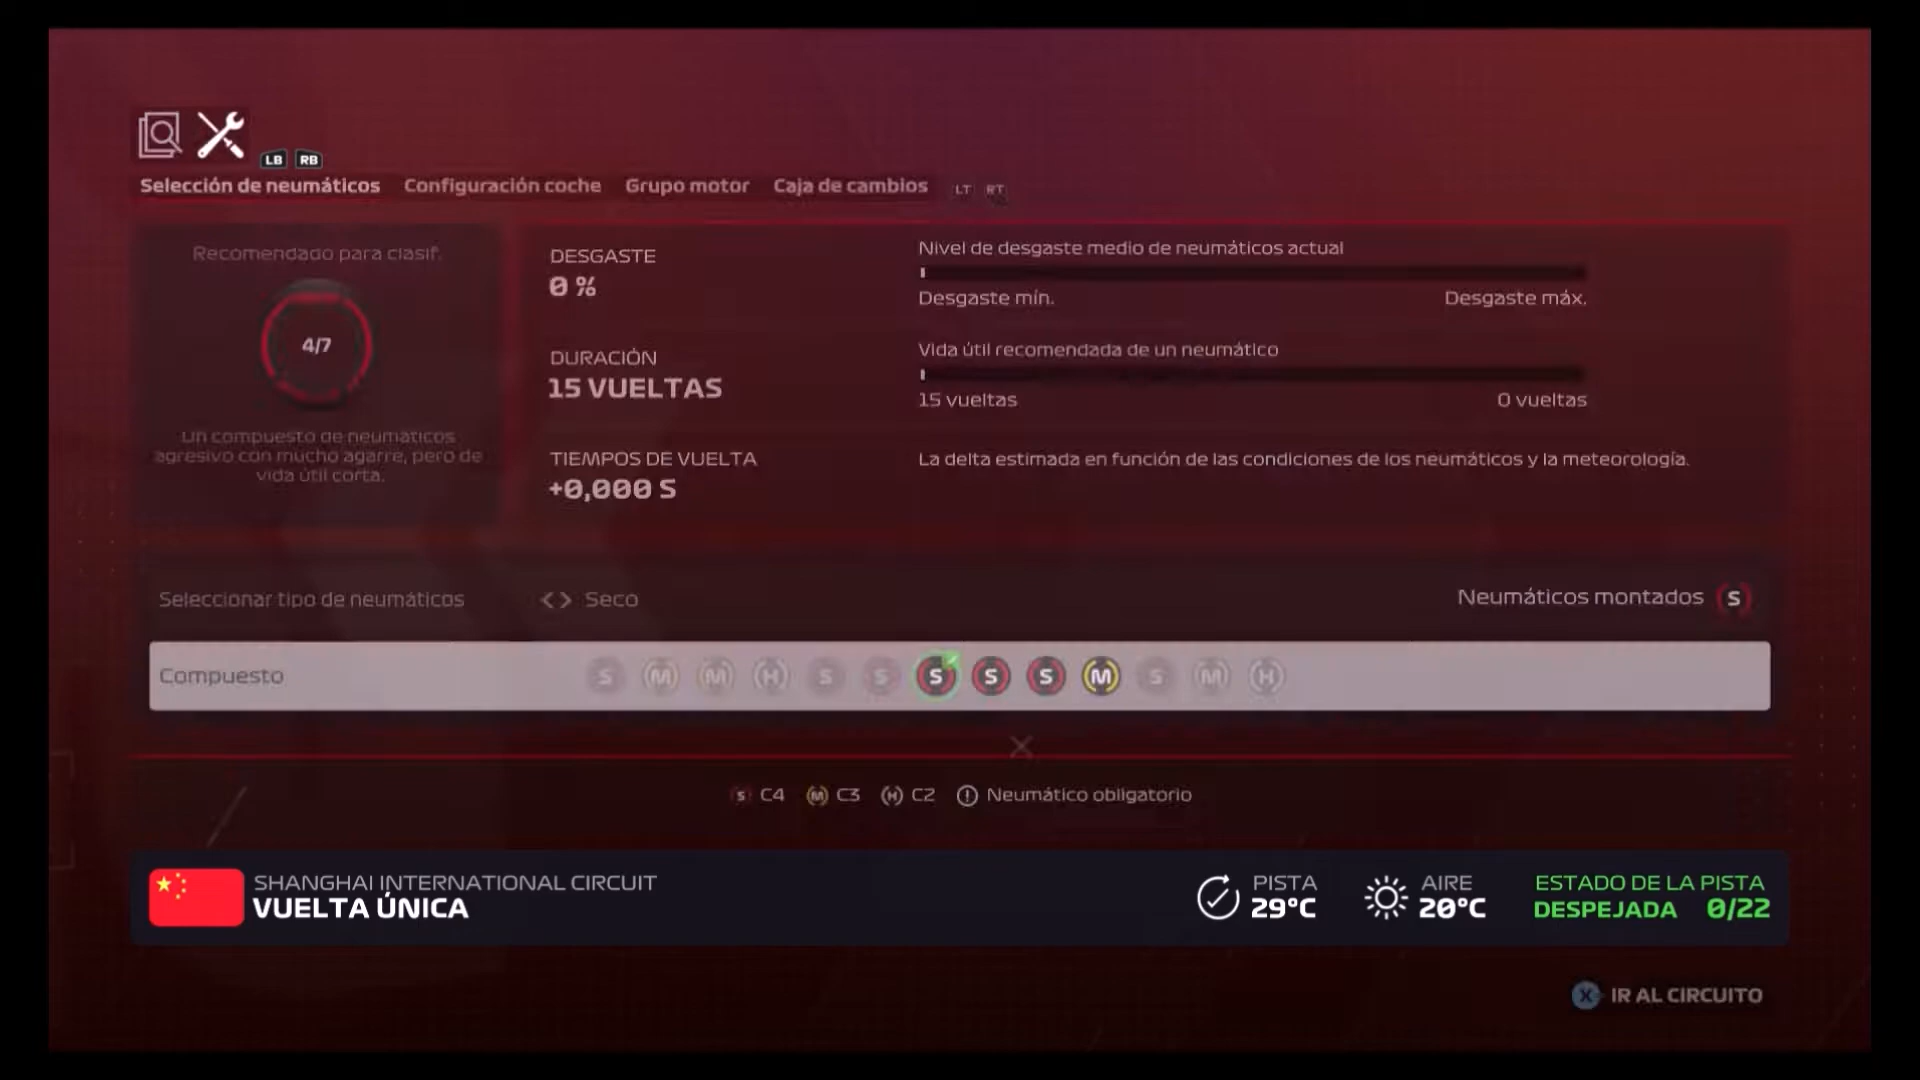 LB RB
Selección de neumáticos Configuración coche Grupo motor Caja de cambios LT RT
Recomendado para clasif.
4/7
Un compuesto de neumáticos
agresivo con mucho agarre, pero de
vida útil corta.
DESGASTE
0 %
Nivel de desgaste medio de neumáticos actual
Desgaste mín. Desgaste máx.
DURACIÓN
15 VUELTAS
Vida útil recomendada de un neumático
15 vueltas 0 vueltas
TIEMPOS DE VUELTA
+0,000 S
La delta estimada en función de las condiciones de los neumáticos y la meteorología.
Seleccionar tipo de neumáticos <> Seco Neumáticos montados S
Compuesto S M M H S S S S S M S M H
S C4 M C3 H C2 ! Neumático obligatorio
SHANGHAI INTERNATIONAL CIRCUIT
VUELTA ÚNICA
PISTA
29°C
AIRE
20°C
ESTADO DE LA PISTA
DESPEJADA 0/22
X IR AL CIRCUITO